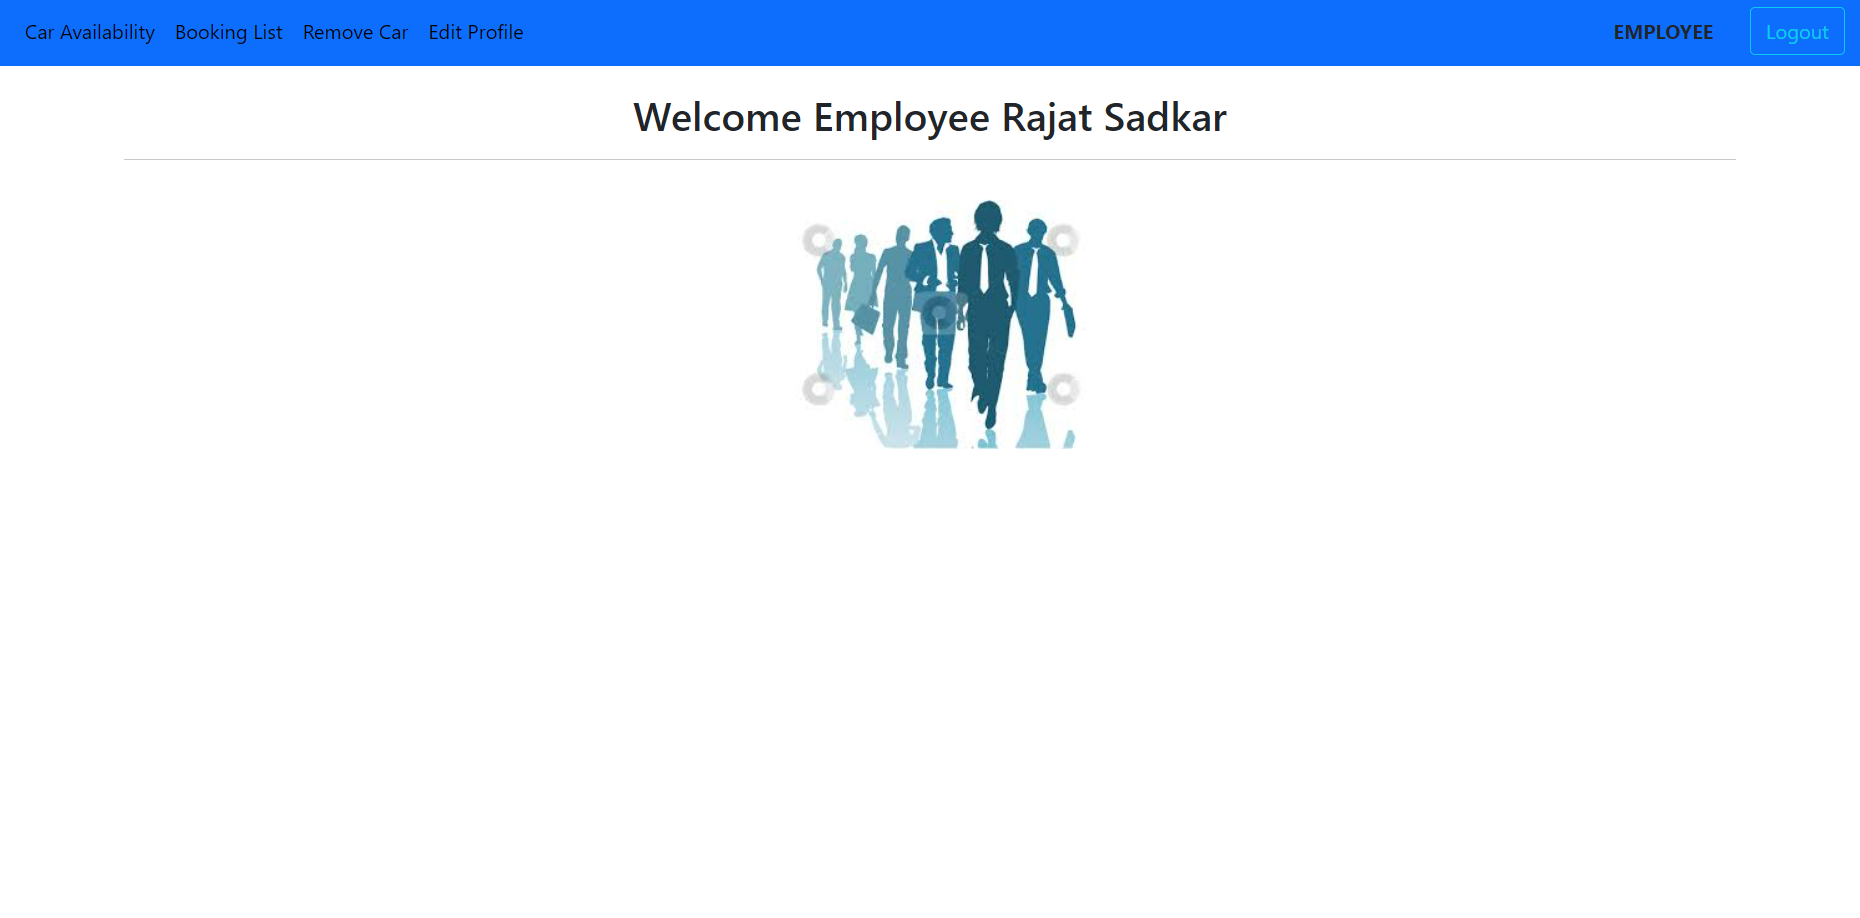 Car Availability Booking List Remove Car Edit Profile EMPLOYEE Logout
Welcome Employee Rajat Sadkar